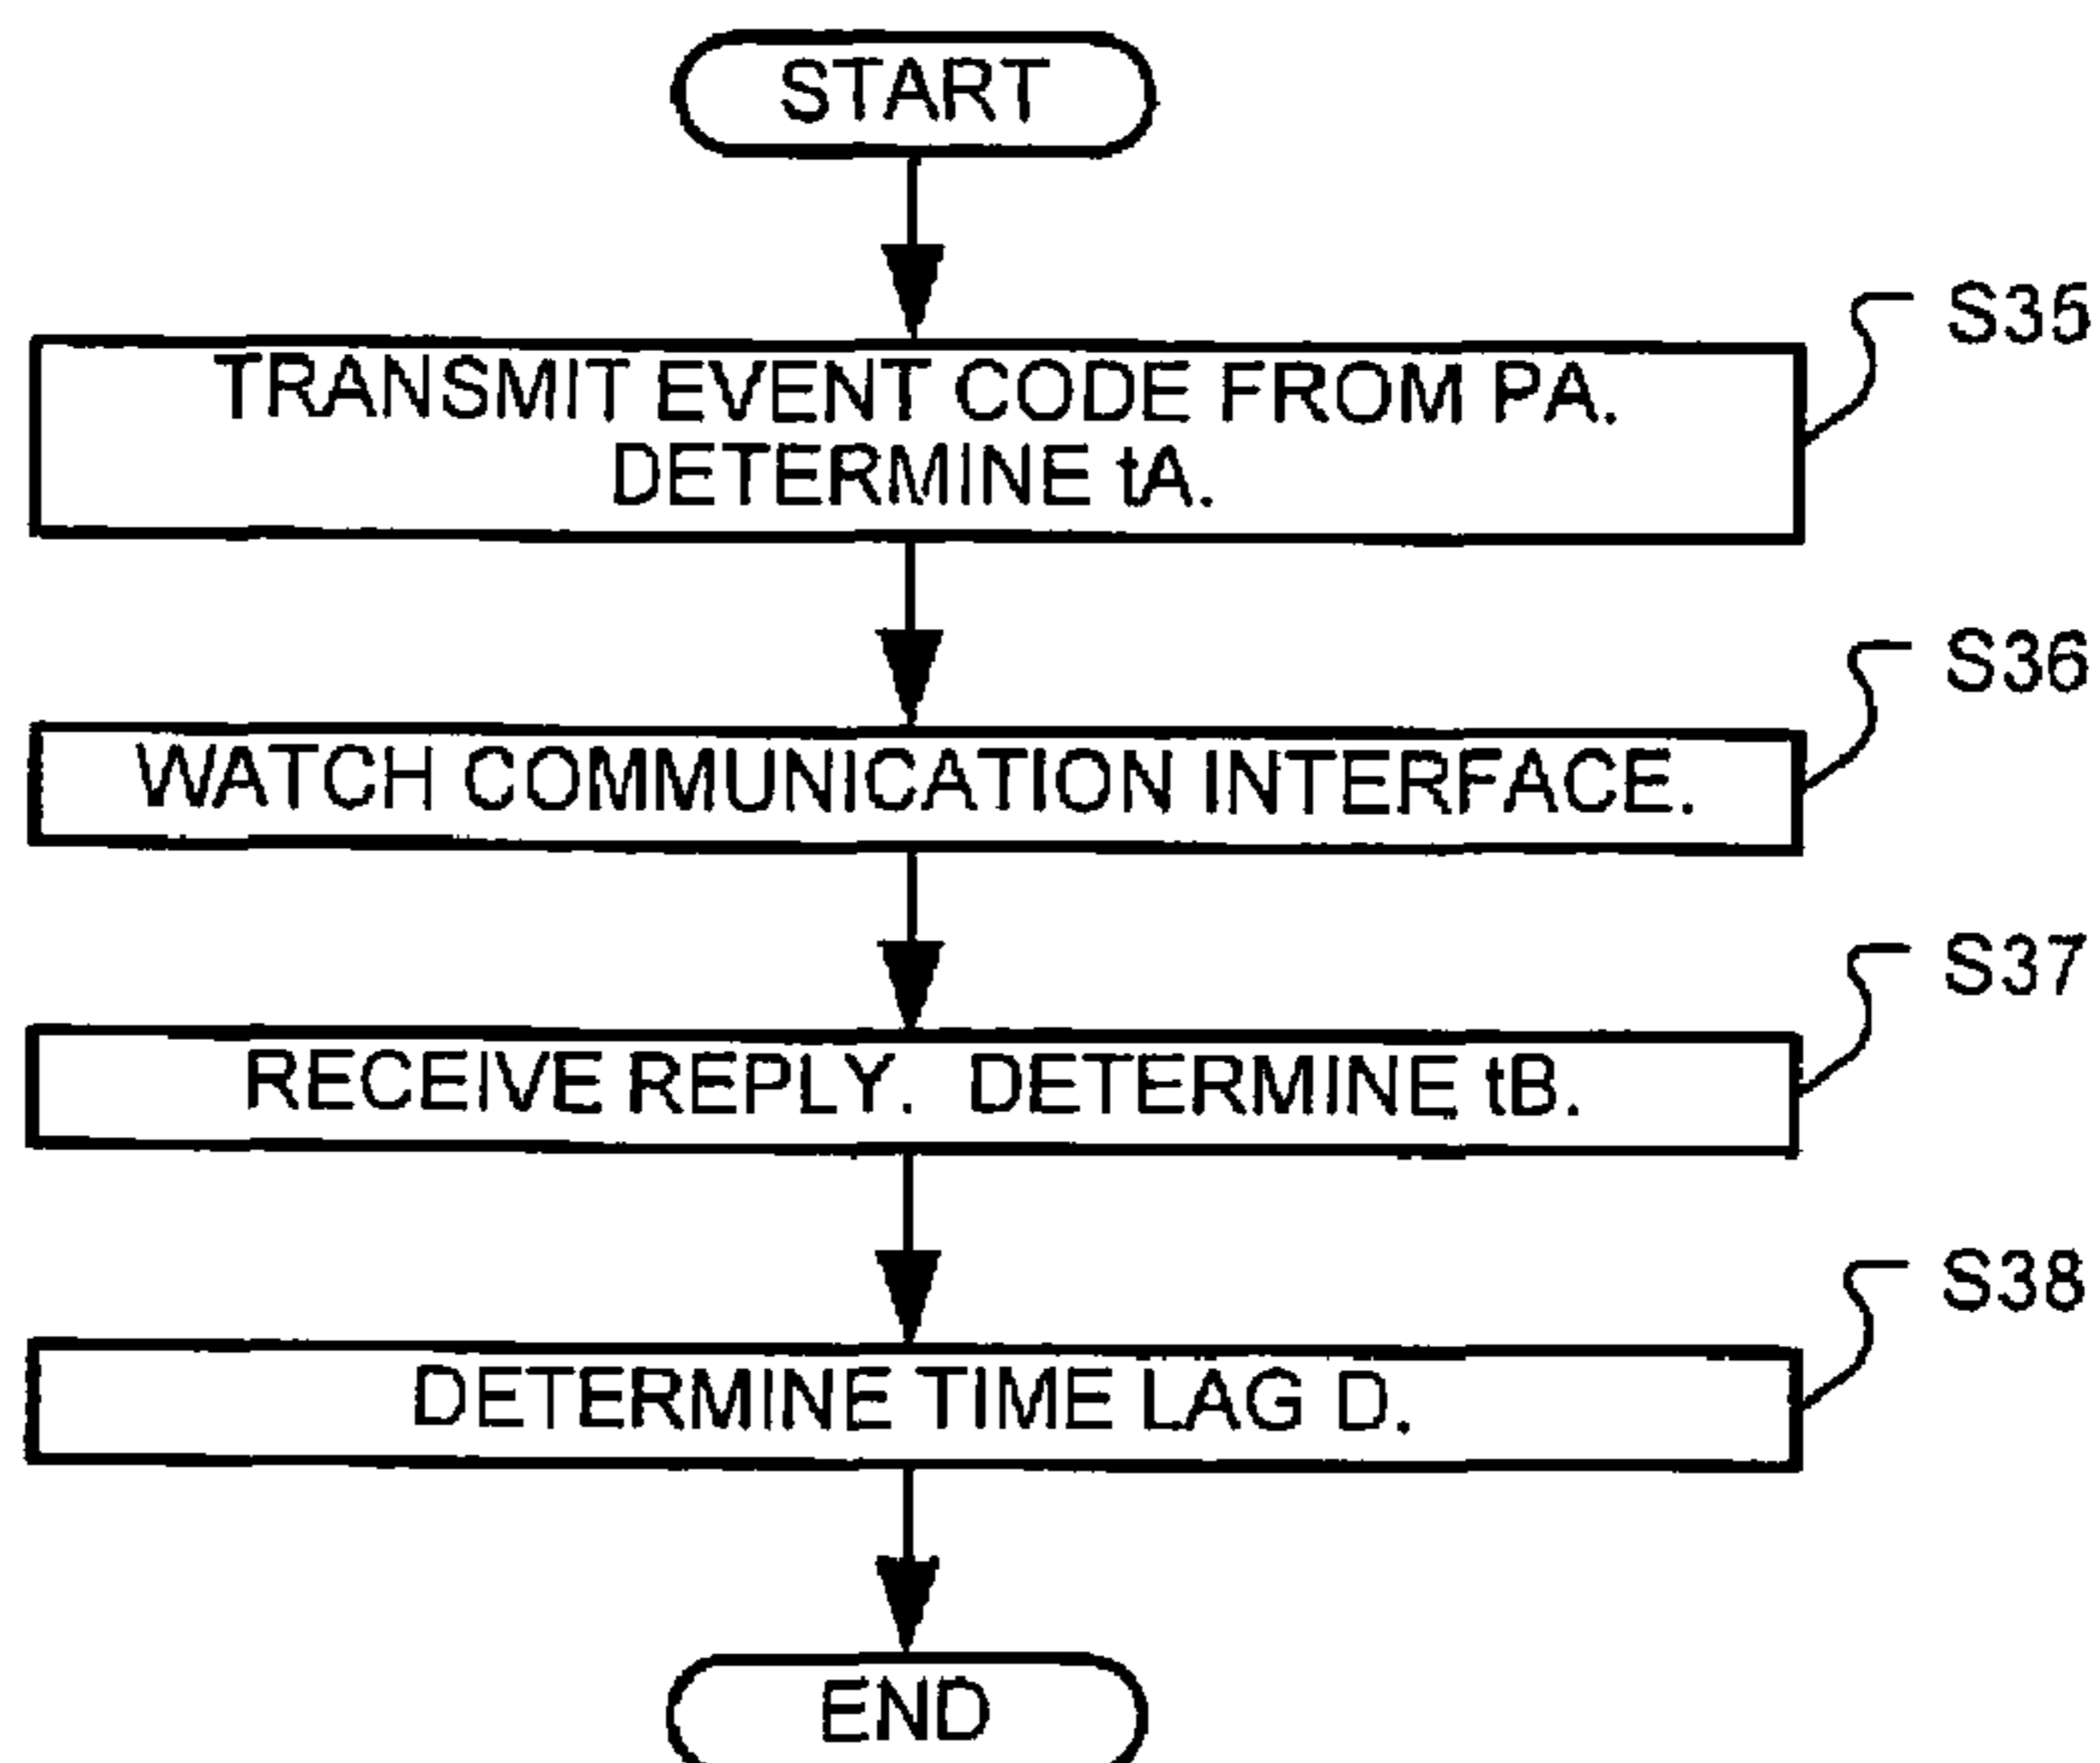 START
S35
TRANSMIT EVENT CODE FROM PA.
DETERMINE tA.
S36
WATCH COMMUNICATION INTERFACE.
S37
RECEIVE REPLY. DETERMINE tB.
S38
DETERMINE TIME LAG D.
END